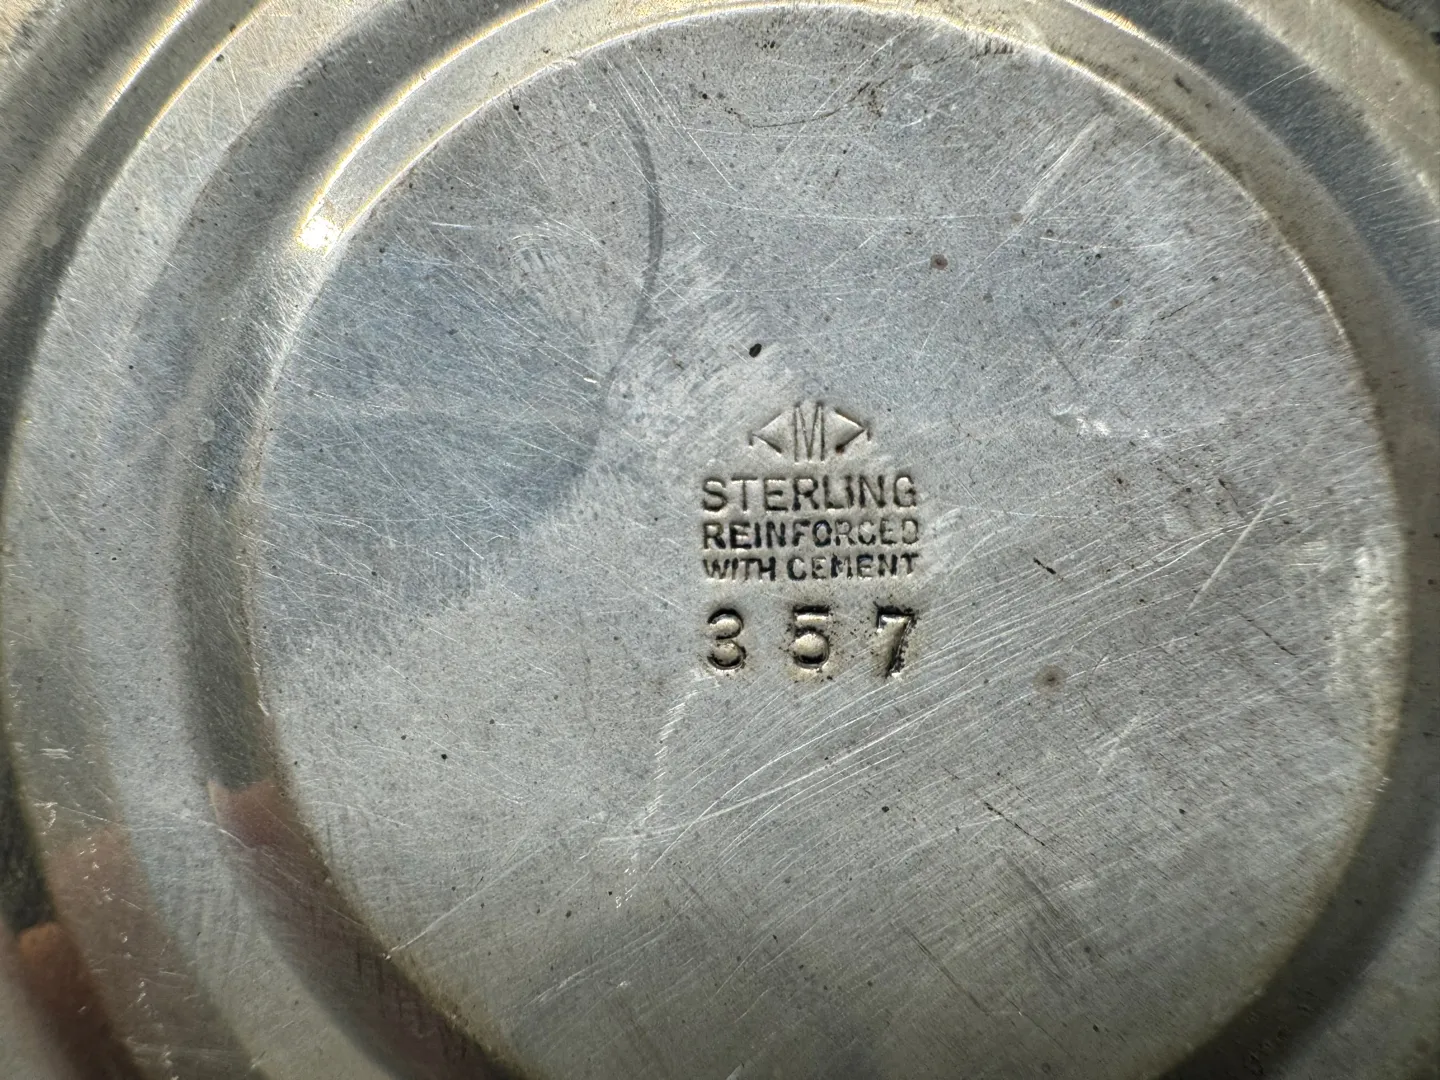 M
STERLING
REINFORCED
WITH CEMENT
357